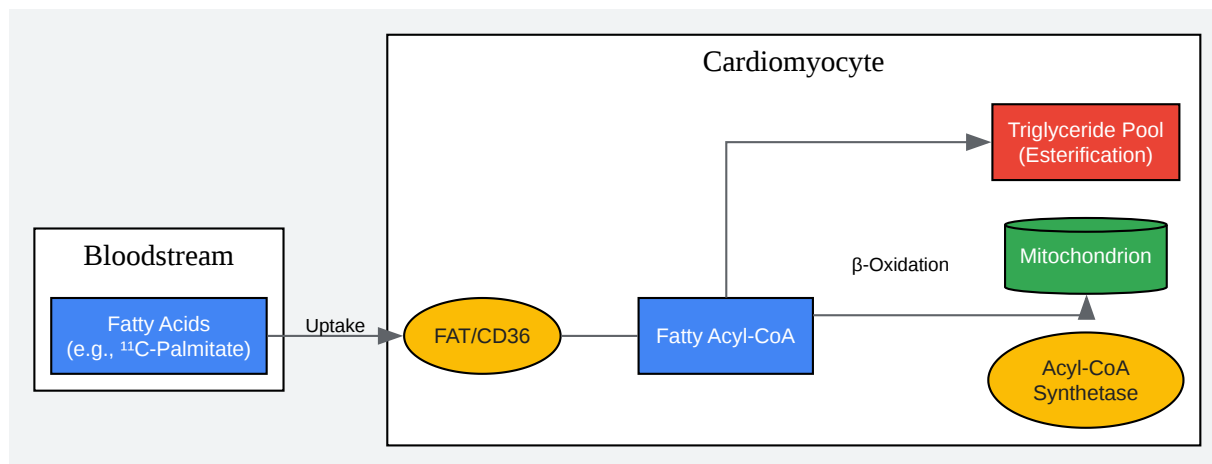 Cardiomyocyte
Triglyceride Pool
(Esterification)
Bloodstream
Mitochondrion
β-Oxidation
Fatty Acids
(e.g., ¹¹C-Palmitate)
Uptake
FAT/CD36
Fatty Acyl-CoA
Acyl-CoA
Synthetase